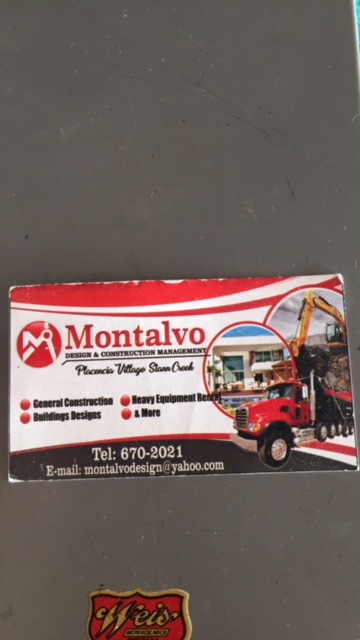 Montalvo
DESIGN & CONSTRUCTION MANAGEMENT
Placencia Village Stann Creek
General Construction
Buildings Designs
Heavy Equipment Rental
& More
Tel: 670-2021
E-mail: montalvodesign@yahoo.com
Weis